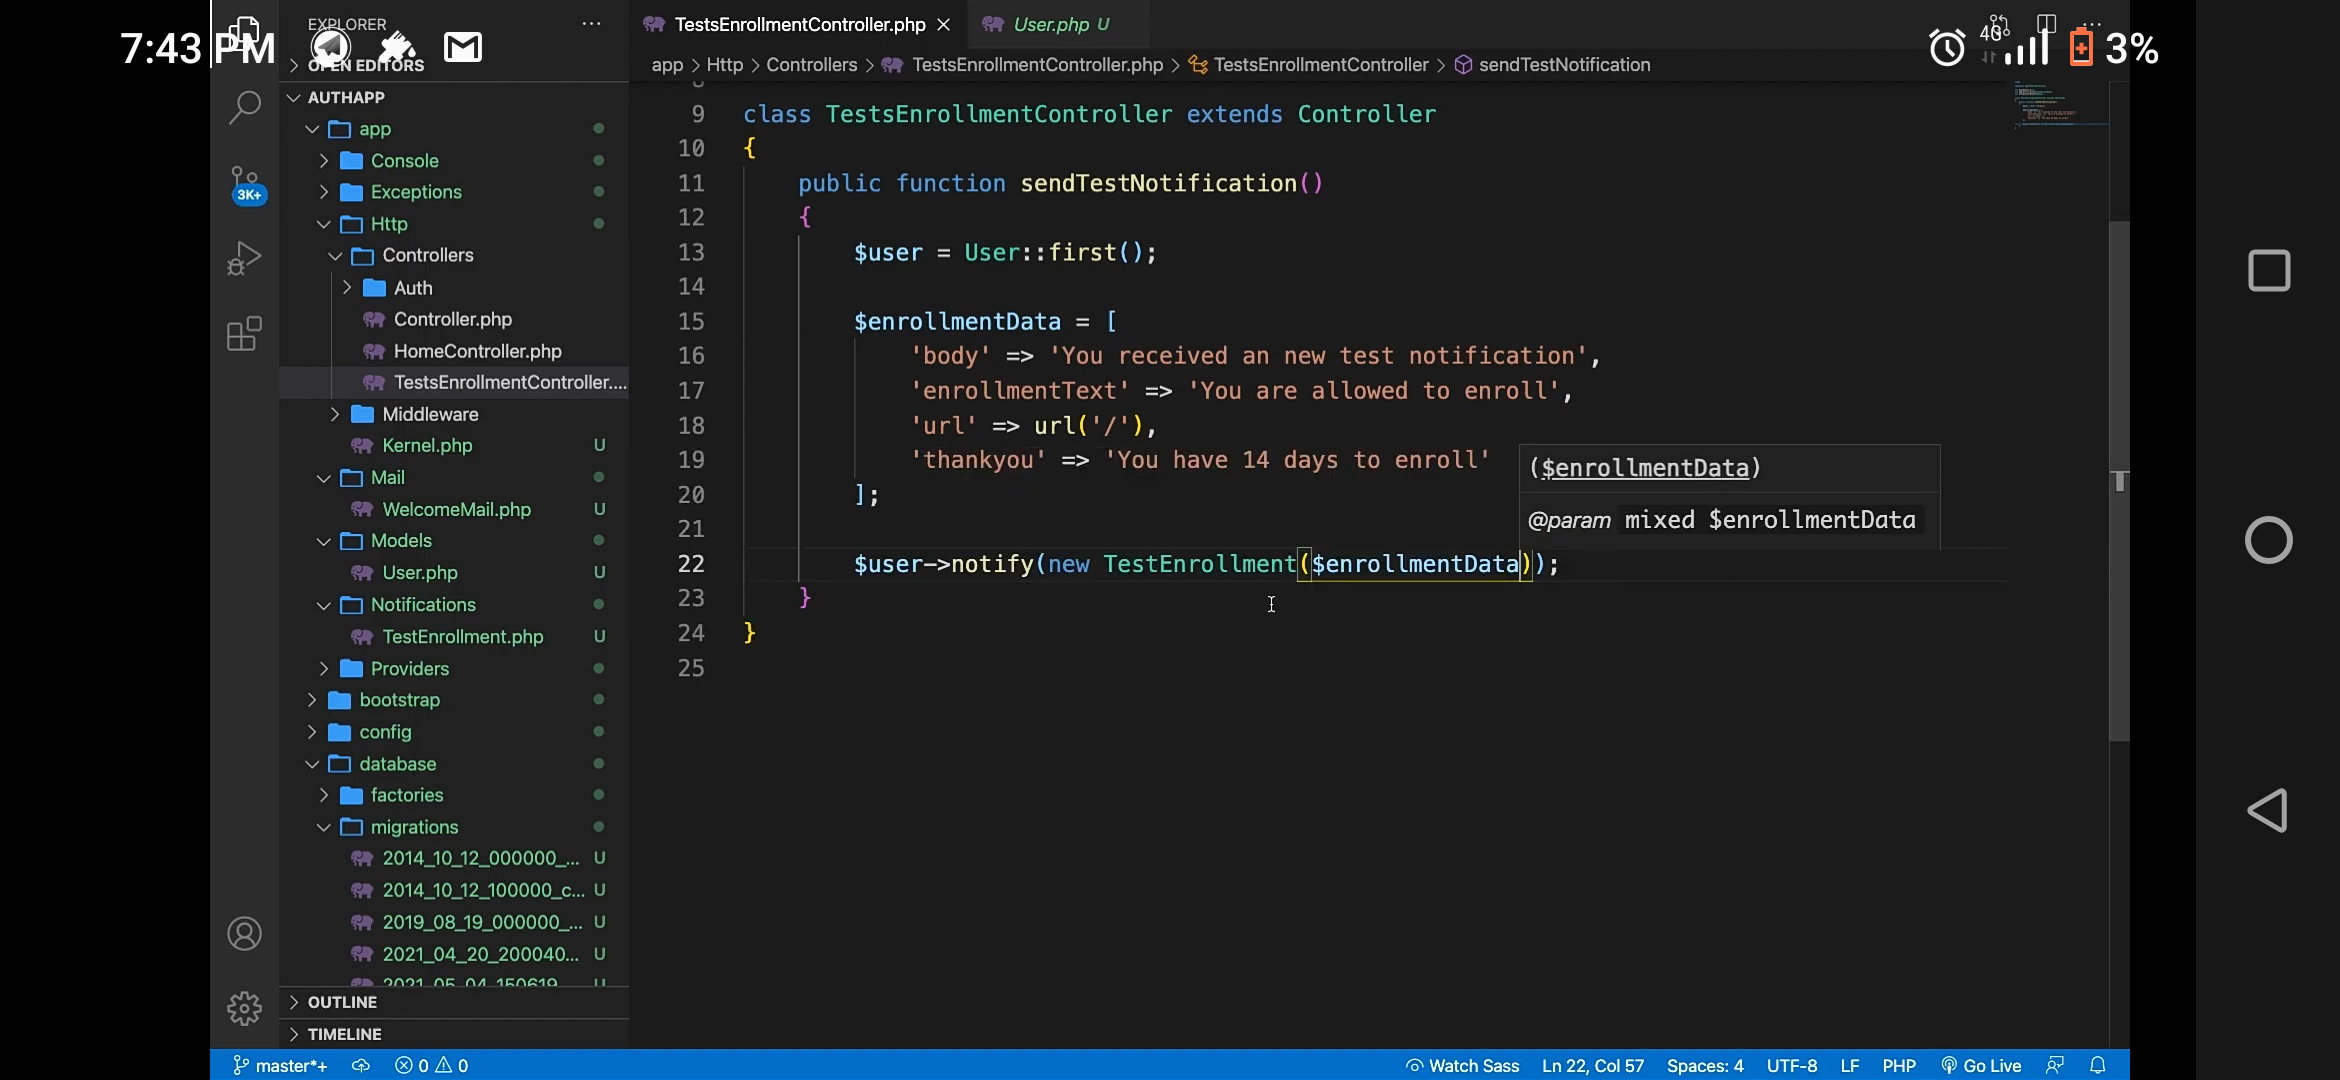 7:43 PM
4G
3%
EXPLORER
OPEN EDITORS
AUTHAPP
app
Console
Exceptions
Http
Controllers
Auth
Controller.php
HomeController.php
TestsEnrollmentController....
Middleware
Kernel.php U
Mail
WelcomeMail.php U
Models
User.php U
Notifications
TestEnrollment.php U
Providers
bootstrap
config
database
factories
migrations
2014_10_12_000000_... U
2014_10_12_100000_c... U
2019_08_19_000000_... U
2021_04_20_200040... U
2021_05_04_150619 U
OUTLINE
TIMELINE
3K+
TestsEnrollmentController.php
User.php U
app > Http > Controllers > TestsEnrollmentController.php > TestsEnrollmentController > sendTestNotification
9 class TestsEnrollmentController extends Controller
10 {
11 public function sendTestNotification()
12 {
13 $user = User::first();
14
15 $enrollmentData = [
16 'body' => 'You received an new test notification',
17 'enrollmentText' => 'You are allowed to enroll',
18 'url' => url('/'),
19 'thankyou' => 'You have 14 days to enroll'
20 ];
21
22 $user->notify(new TestEnrollment($enrollmentData));
23 }
24 }
25
($enrollmentData)
@param mixed $enrollmentData
master*+ 0 0 Watch Sass Ln 22, Col 57 Spaces: 4 UTF-8 LF PHP Go Live